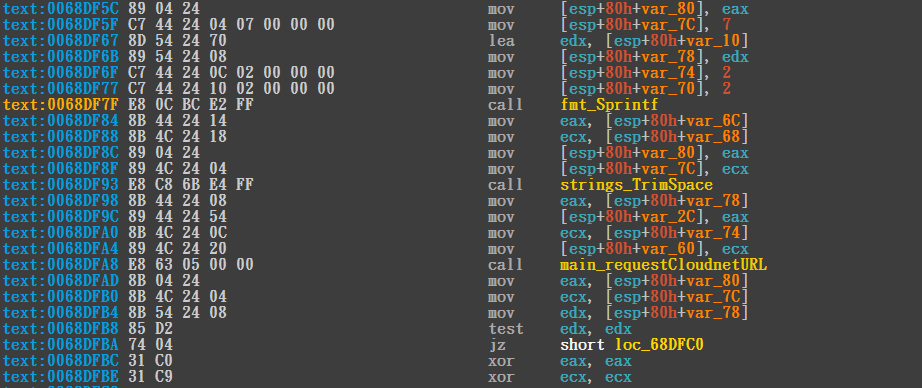 text:0068DF5C 89 04 24 mov [esp+80h+var_80], eax
text:0068DF5F C7 44 24 04 07 00 00 00 mov [esp+80h+var_7C], 7
text:0068DF67 8D 54 24 70 lea edx, [esp+80h+var_10]
text:0068DF6B 89 54 24 08 mov [esp+80h+var_78], edx
text:0068DF6F C7 44 24 0C 02 00 00 00 mov [esp+80h+var_74], 2
text:0068DF77 C7 44 24 10 02 00 00 00 mov [esp+80h+var_70], 2
text:0068DF7F E8 0C BC E2 FF call fmt_Sprintf
text:0068DF84 8B 44 24 14 mov eax, [esp+80h+var_6C]
text:0068DF88 8B 4C 24 18 mov ecx, [esp+80h+var_68]
text:0068DF8C 89 04 24 mov [esp+80h+var_80], eax
text:0068DF8F 89 4C 24 04 mov [esp+80h+var_7C], ecx
text:0068DF93 E8 C8 6B E4 FF call strings_TrimSpace
text:0068DF98 8B 44 24 08 mov eax, [esp+80h+var_78]
text:0068DF9C 89 44 24 54 mov [esp+80h+var_2C], eax
text:0068DFA0 8B 4C 24 0C mov ecx, [esp+80h+var_74]
text:0068DFA4 89 4C 24 20 mov [esp+80h+var_60], ecx
text:0068DFA8 E8 63 05 00 00 call main_requestCloudnetURL
text:0068DFAD 8B 04 24 mov eax, [esp+80h+var_80]
text:0068DFB0 8B 4C 24 04 mov ecx, [esp+80h+var_7C]
text:0068DFB4 8B 54 24 08 mov edx, [esp+80h+var_78]
text:0068DFB8 85 D2 test edx, edx
text:0068DFBA 74 04 jz short loc_68DFC0
text:0068DFBC 31 C0 xor eax, eax
text:0068DFBE 31 C9 xor ecx, ecx